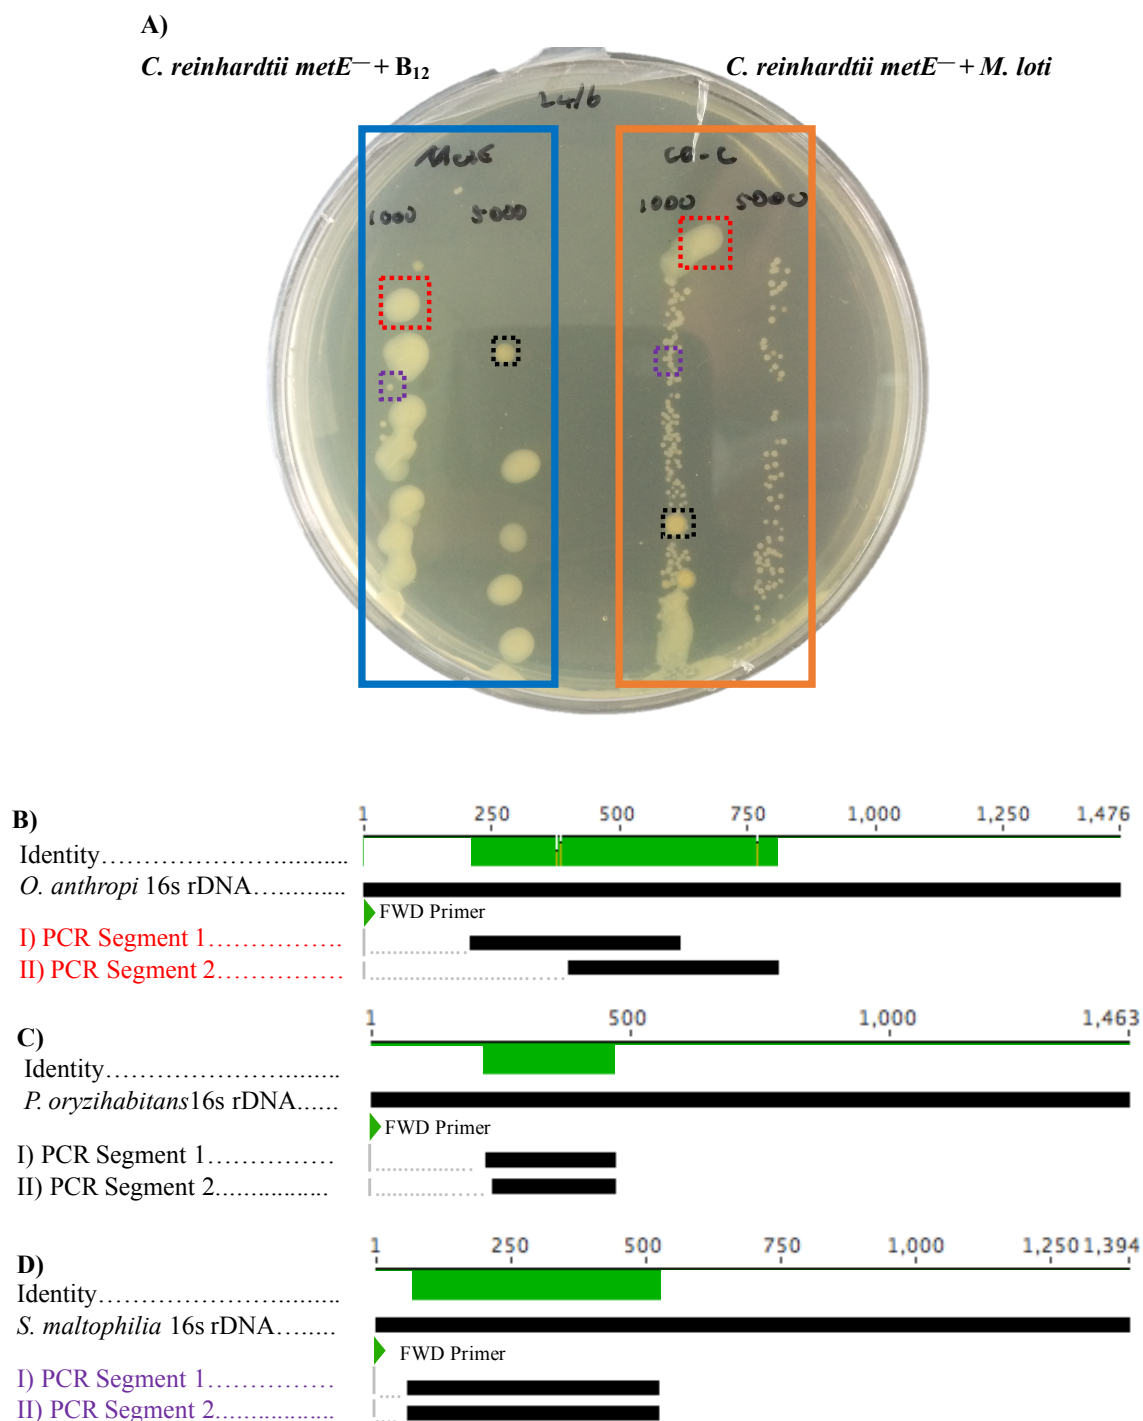 A)
C. reinhardtii metE— + B12
C. reinhardtii metE— + M. loti
24/6
CO-C
1000 5000
1000 5000
B)
1 250 500 750 1,000 1,250 1,476
Identity…………………..........
O. anthropi 16s rDNA…...........
FWD Primer
I) PCR Segment 1…………….
II) PCR Segment 2……………
C)
1 500 1,000 1,463
Identity……………………........
P. oryzihabitans16s rDNA......
FWD Primer
I) PCR Segment 1……………
II) PCR Segment 2.…..............
D)
1 250 500 750 1,000 1,250 1,394
Identity…………………...........
S. maltophilia 16s rDNA…......
FWD Primer
I) PCR Segment 1……………
II) PCR Segment 2…...............